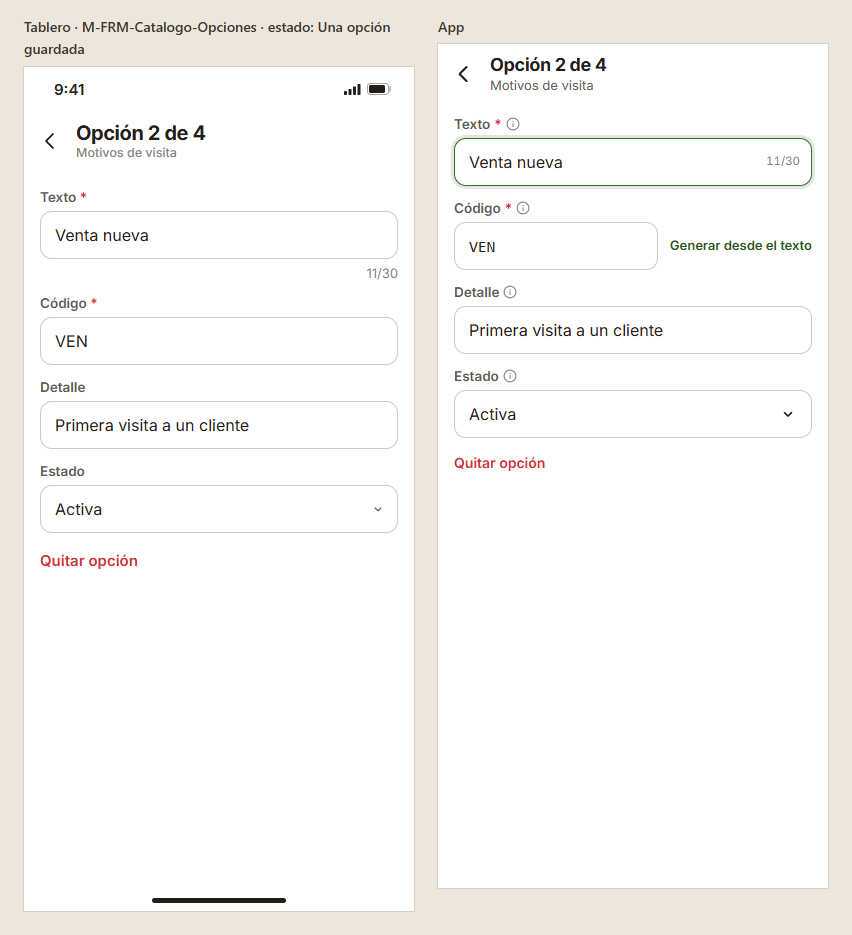 Tablero · M-FRM-Catalogo-Opciones · estado: Una opción
guardada
9:41
Opción 2 de 4
Motivos de visita
Texto *
Venta nueva
11/30
Código *
VEN
Detalle
Primera visita a un cliente
Estado
Activa
Quitar opción
App
Opción 2 de 4
Motivos de visita
Texto *
Venta nueva
11/30
Código *
VEN
Generar desde el texto
Detalle
Primera visita a un cliente
Estado
Activa
Quitar opción